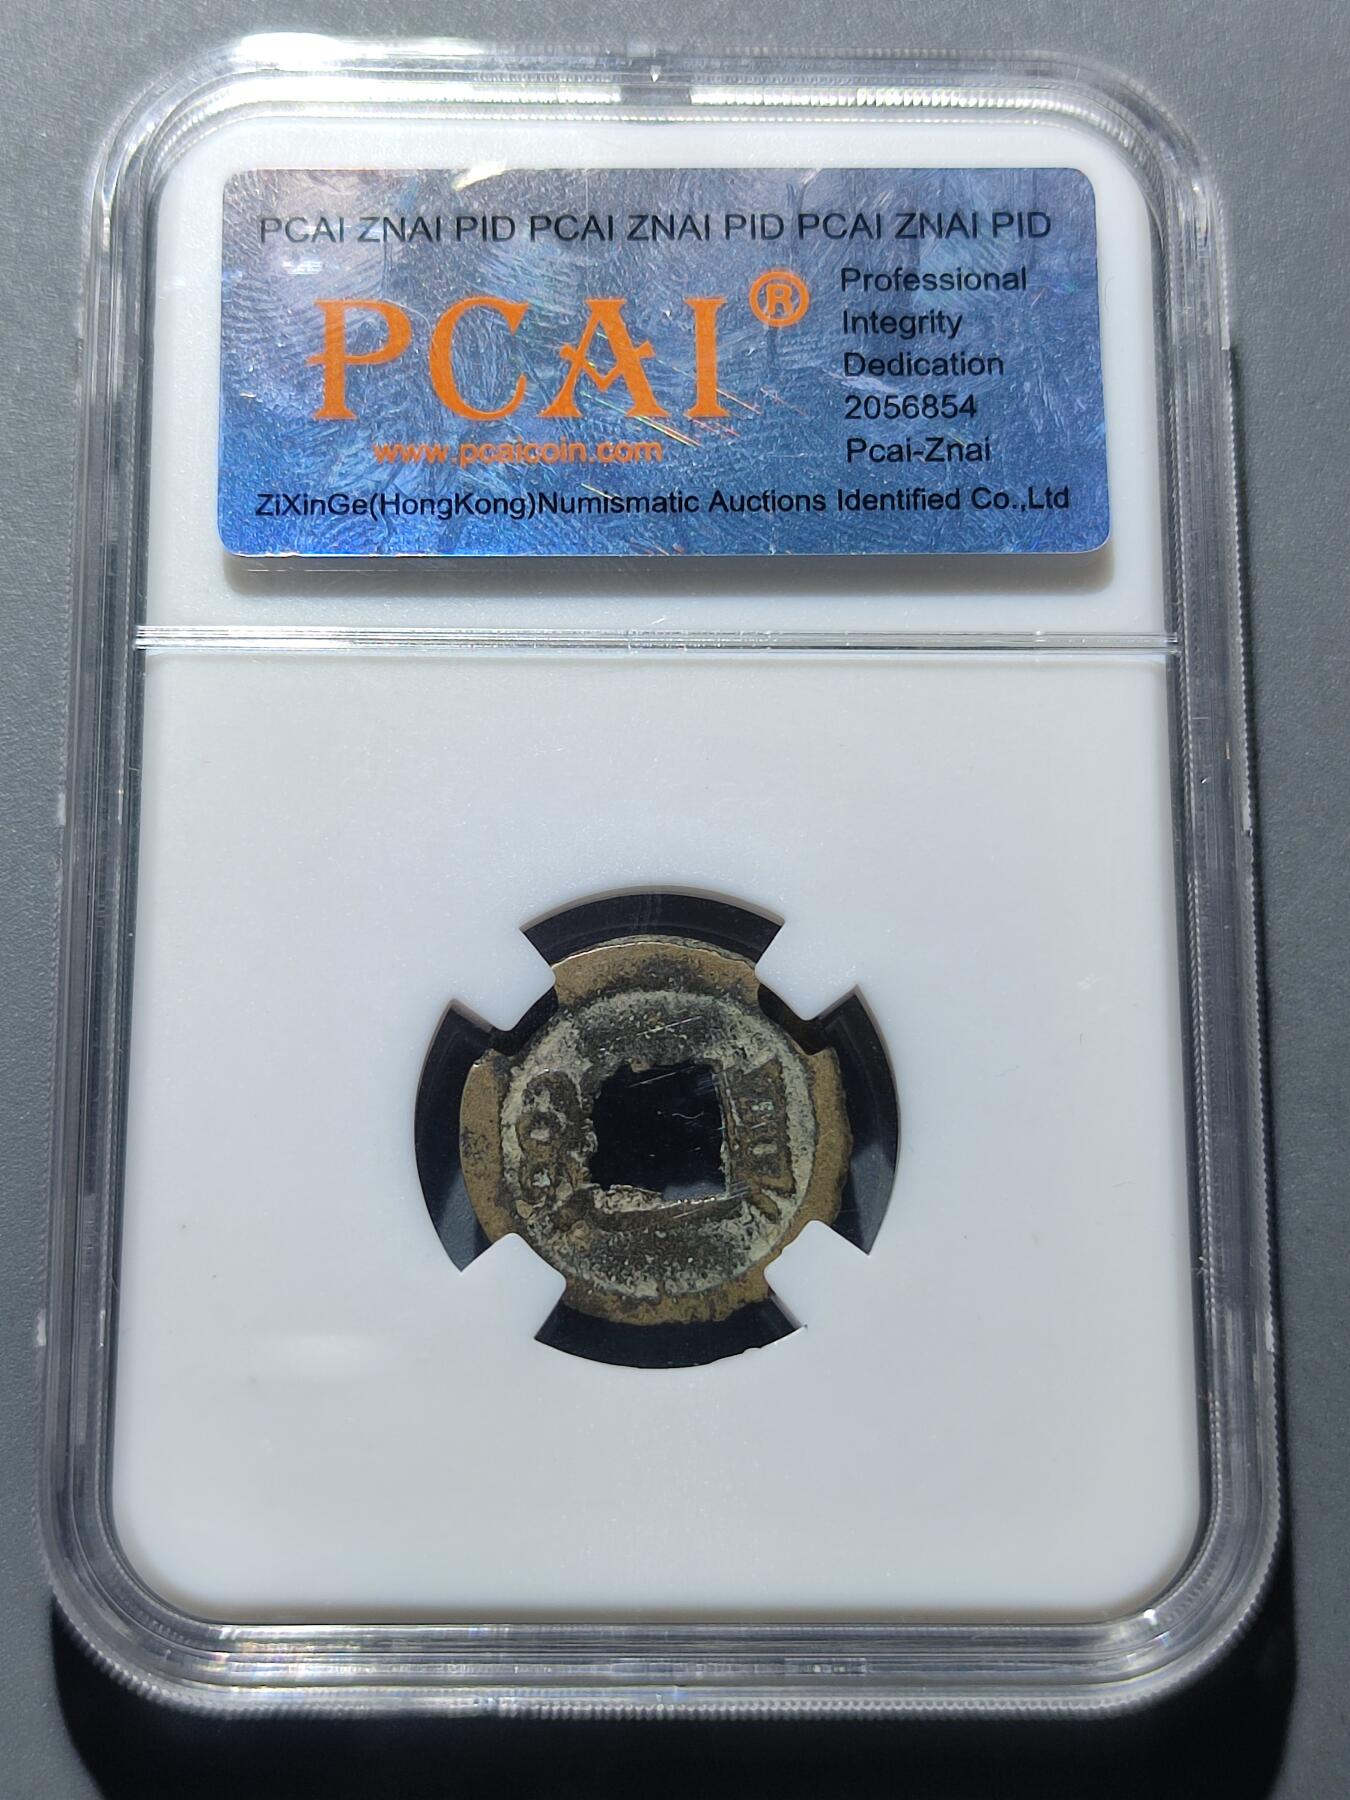 PCAI ZNAI PID PCAI ZNAI PID PCAI ZNAI PID
PCAI®
www.pcaicoin.com
Professional
Integrity
Dedication
2056854
Pcai-Znai
ZiXinGe(HongKong)Numismatic Auctions Identified Co.,Ltd